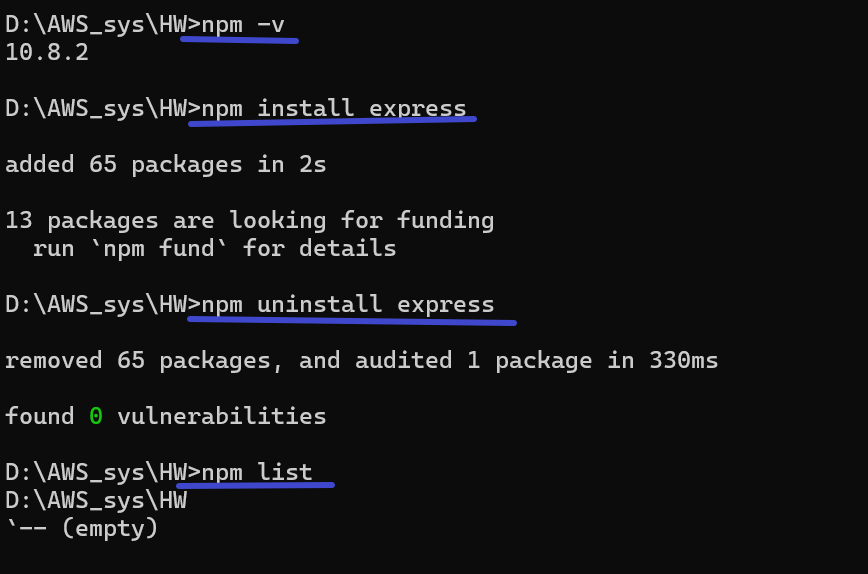 D:\AWS_sys\HW>npm -v
10.8.2
D:\AWS_sys\HW>npm install express
added 65 packages in 2s
13 packages are looking for funding
  run `npm fund` for details
D:\AWS_sys\HW>npm uninstall express
removed 65 packages, and audited 1 package in 330ms
found 0 vulnerabilities
D:\AWS_sys\HW>npm list
D:\AWS_sys\HW
`-- (empty)